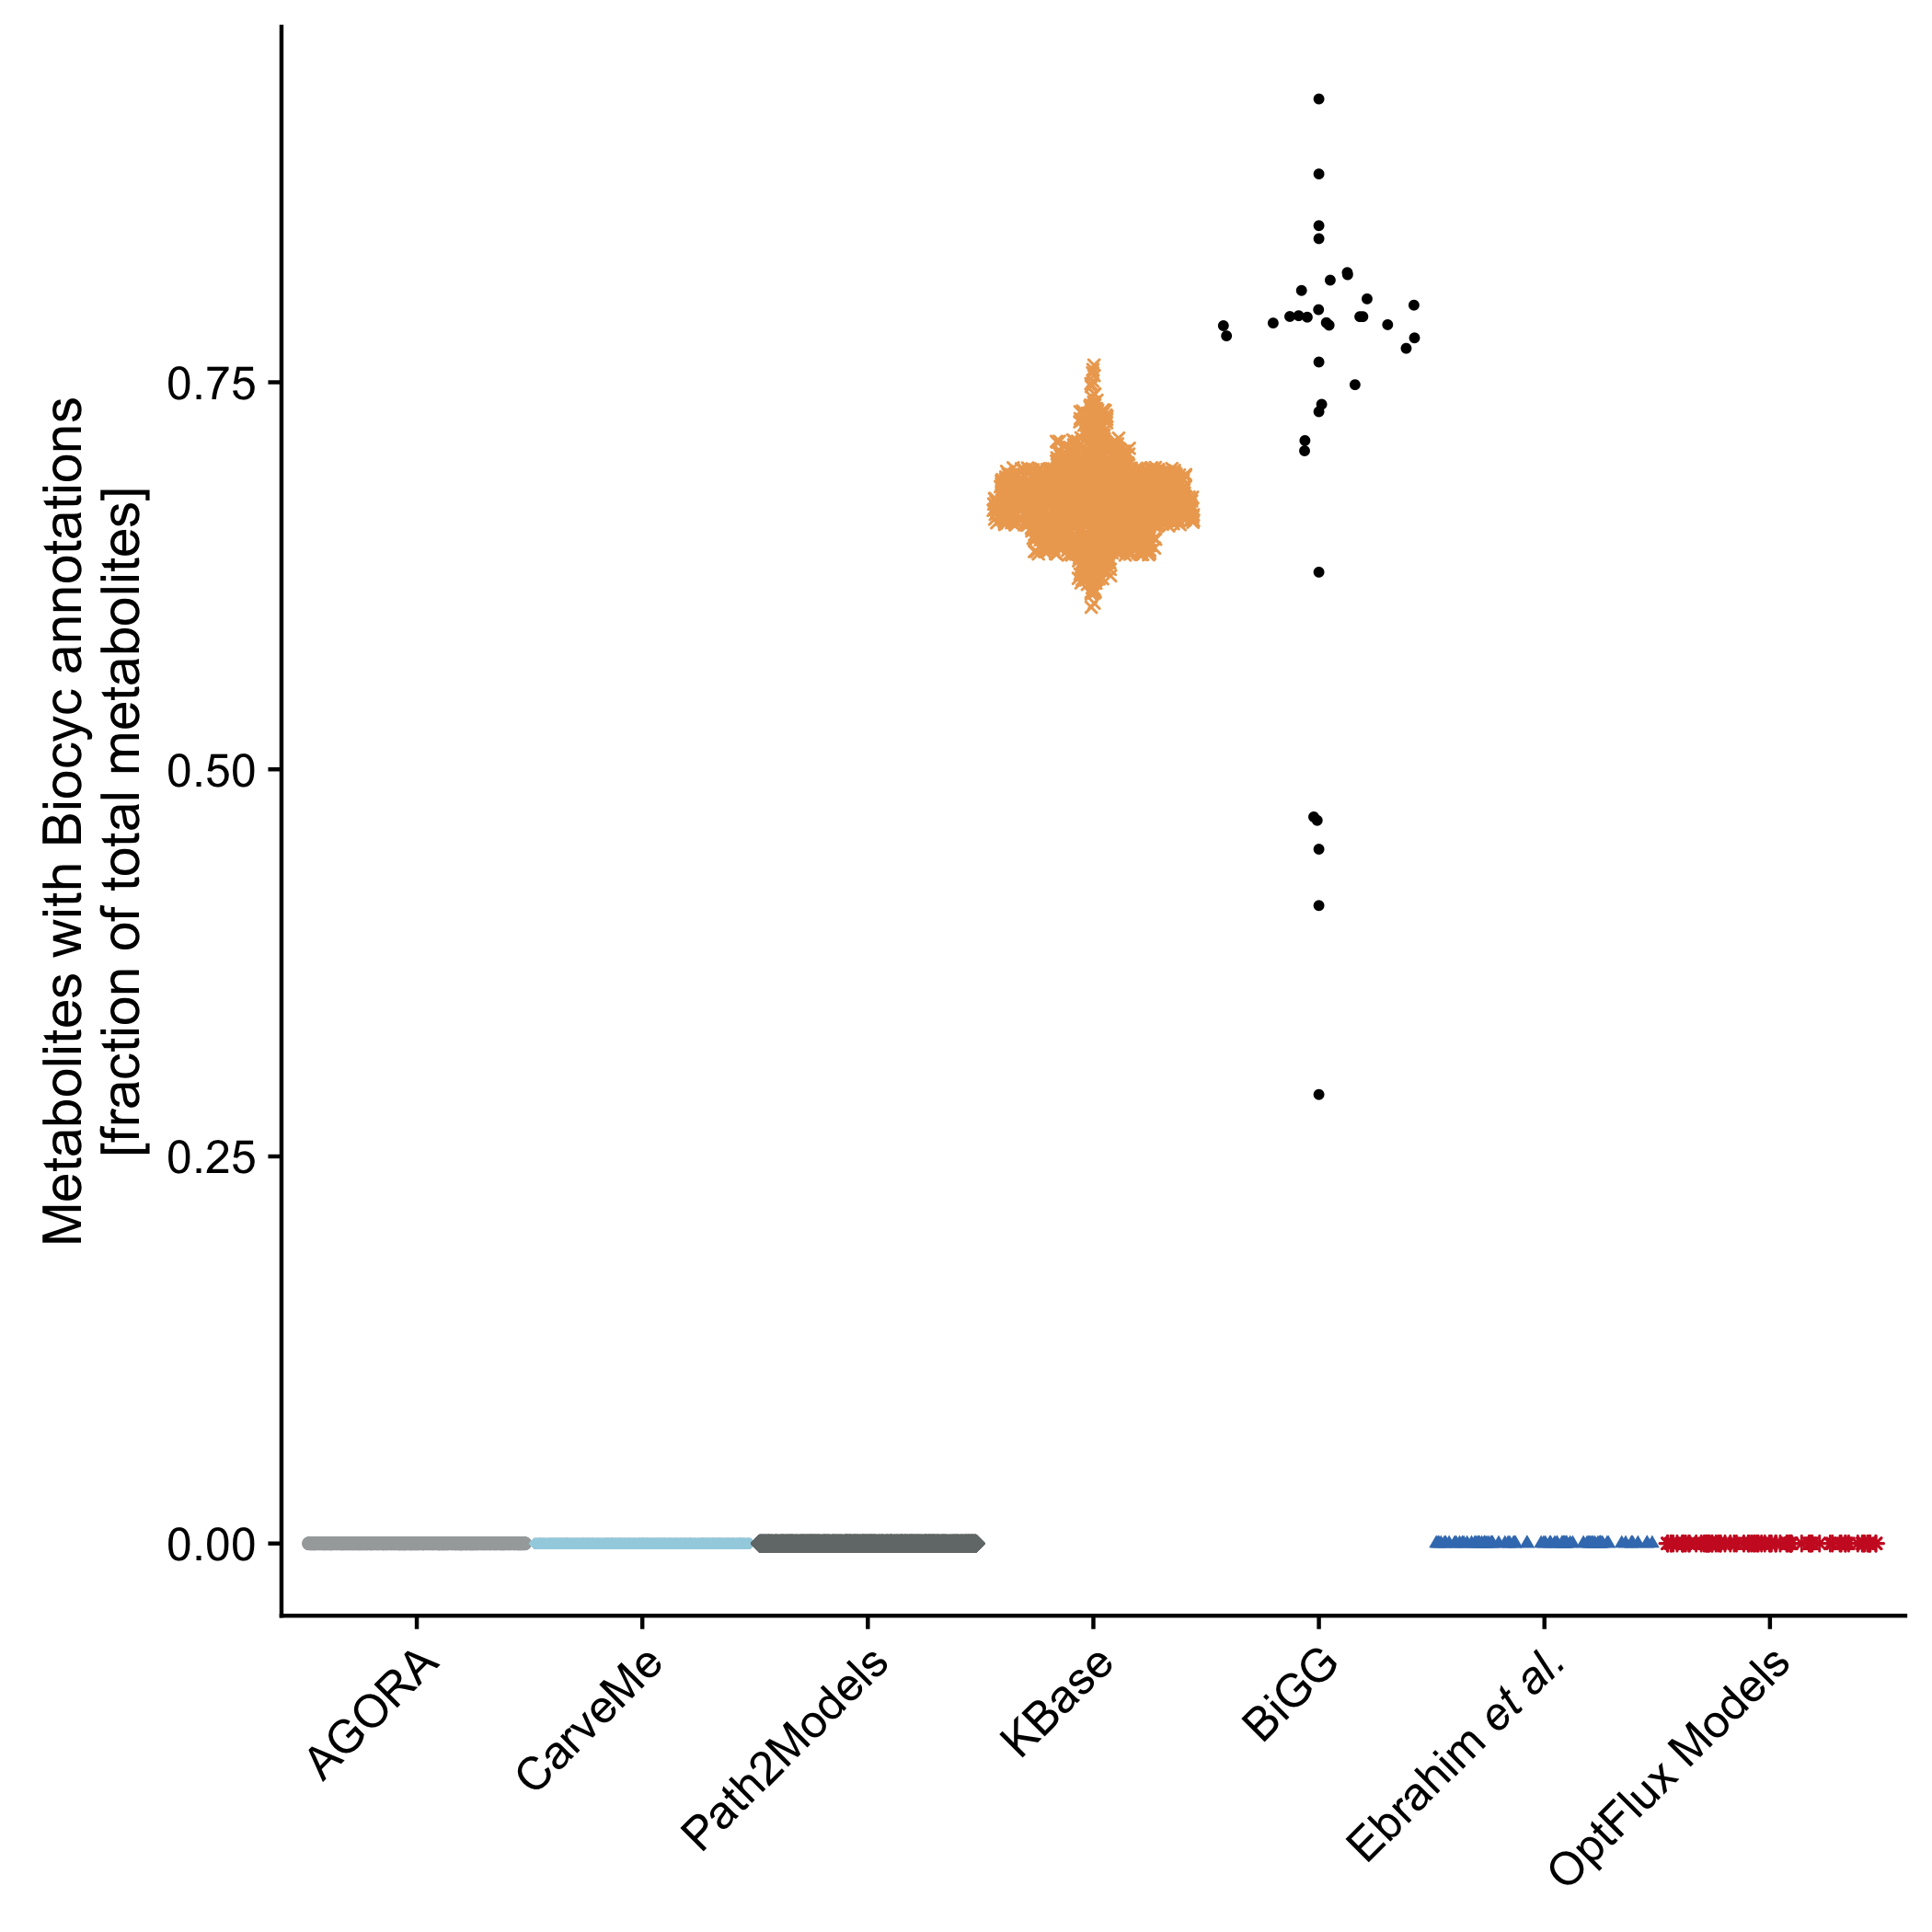 Metabolites with Biocyc annotations
[fraction of total metabolites]
0.75
0.50
0.25
0.00
AGORA
CarveMe
Path2Models
KBase
BiGG
Ebrahim et al.
OptFlux Models